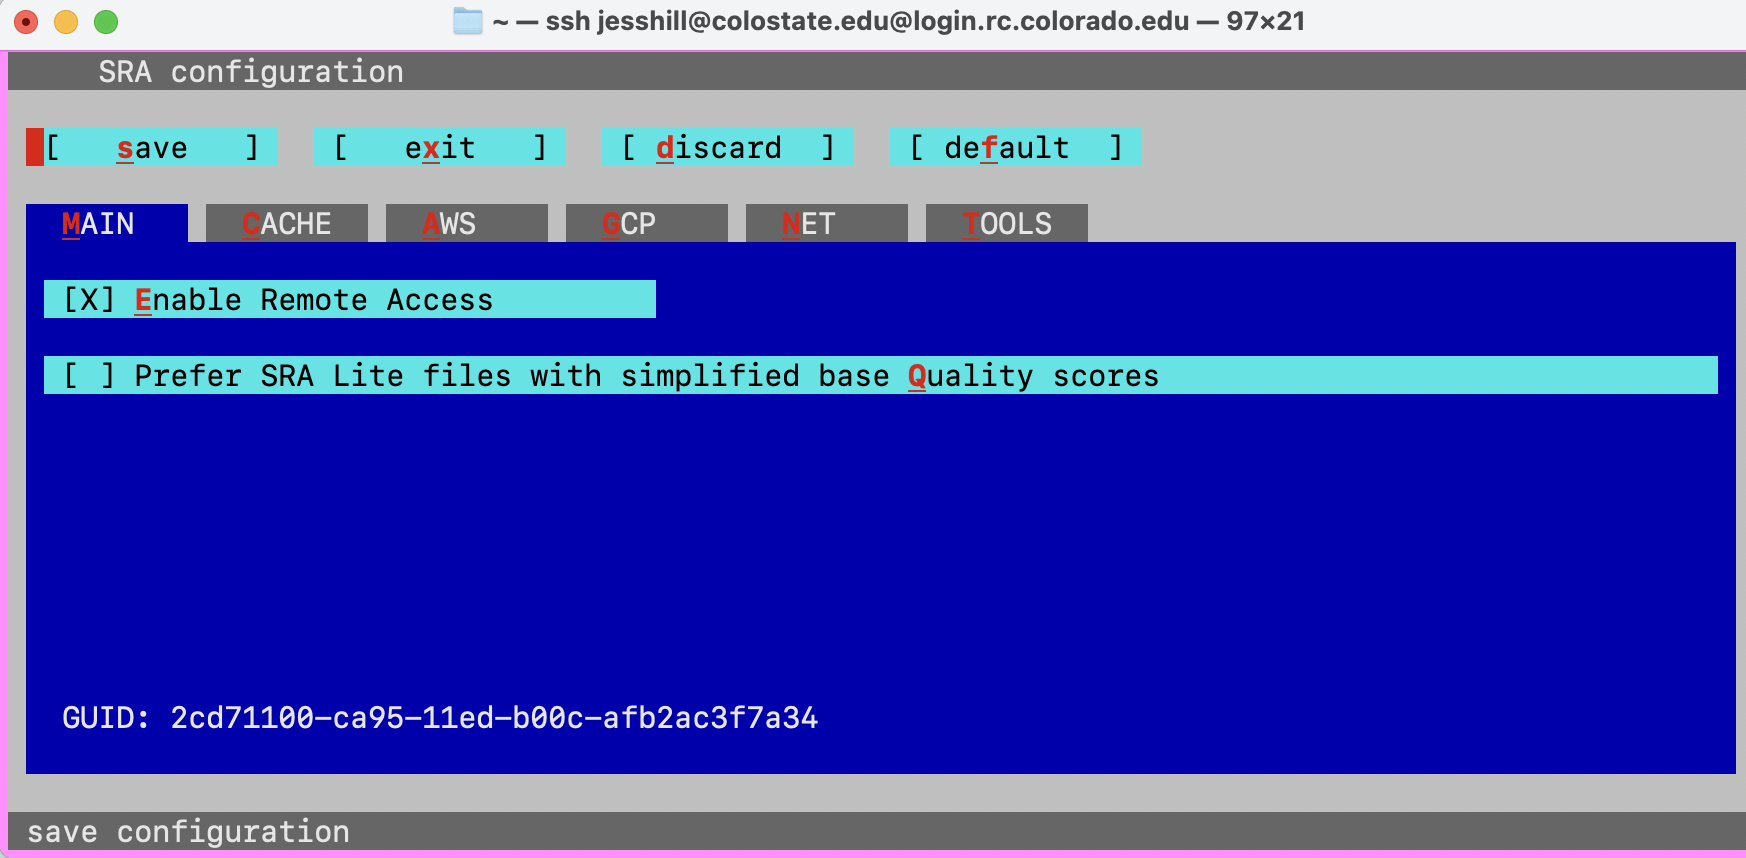 ~ — ssh jesshill@colostate.edu@login.rc.colorado.edu — 97×21
SRA configuration
[ save ] [ exit ] [ discard ] [ default ]
MAIN CACHE AWS GCP NET TOOLS
[X] Enable Remote Access
[ ] Prefer SRA Lite files with simplified base Quality scores
GUID: 2cd71100-ca95-11ed-b00c-afb2ac3f7a34
save configuration